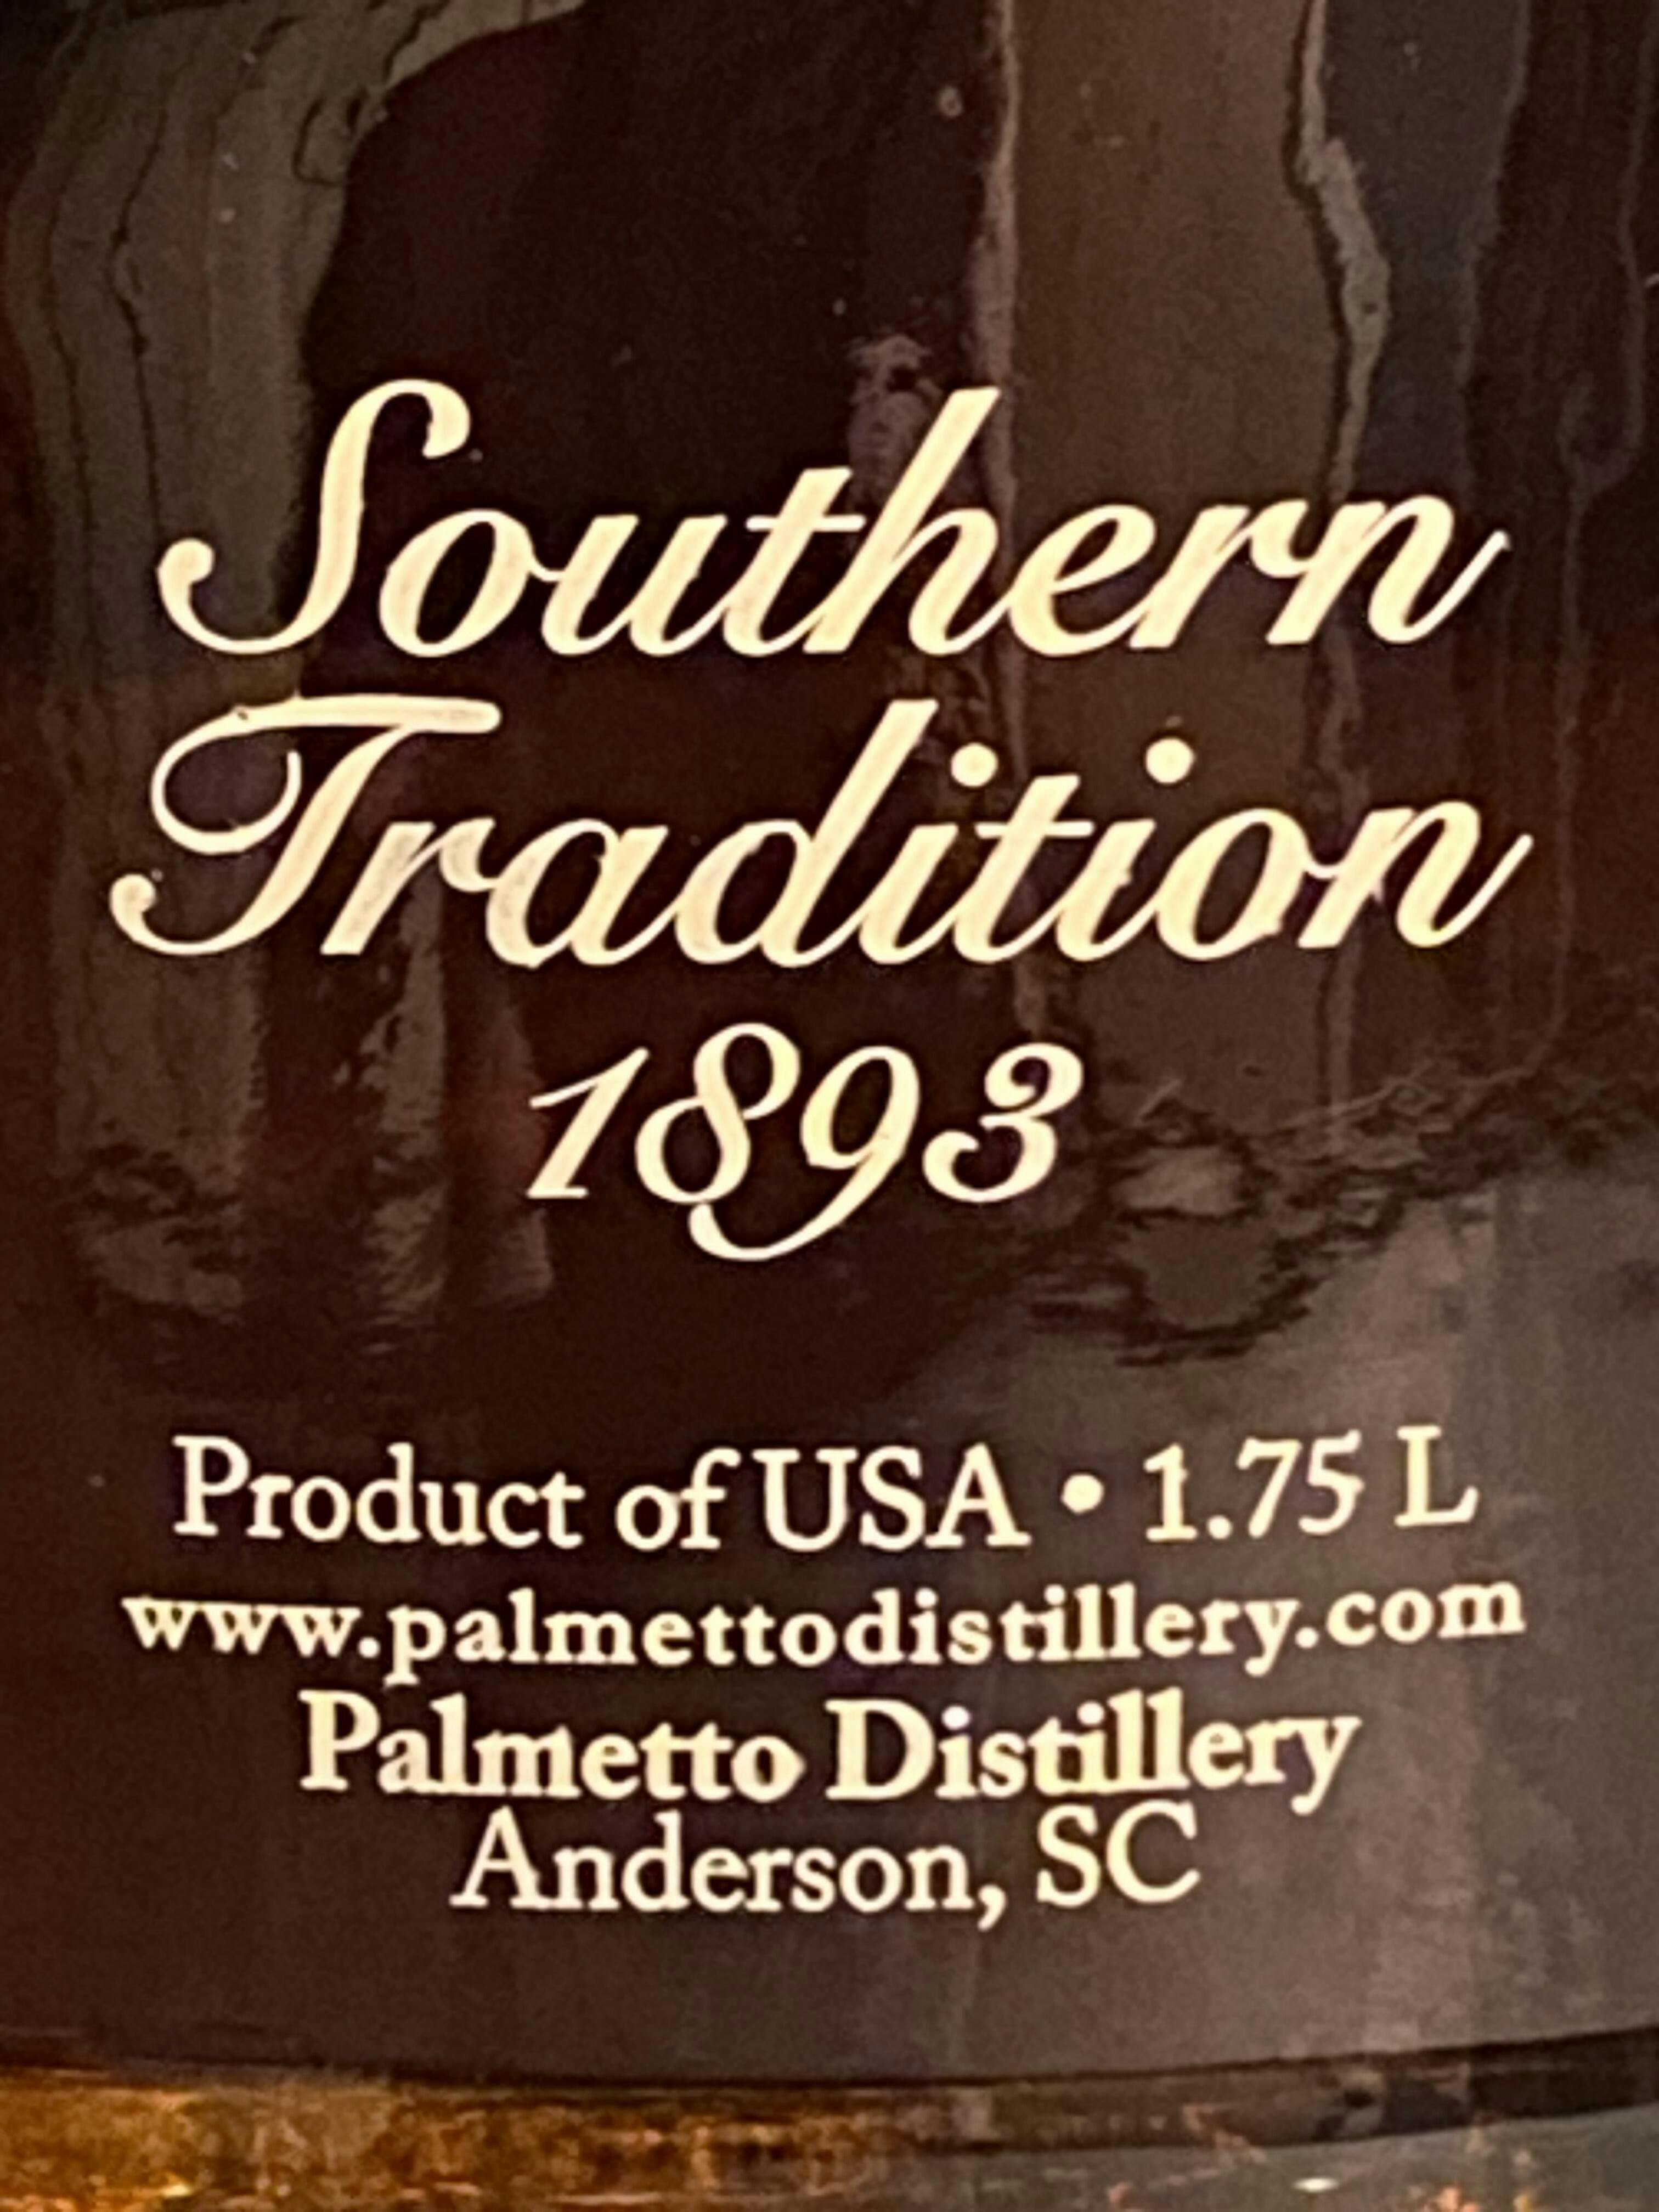 Southern
Tradition
1893
Product of USA • 1.75 L
www.palmettodistillery.com
Palmetto Distillery
Anderson, SC